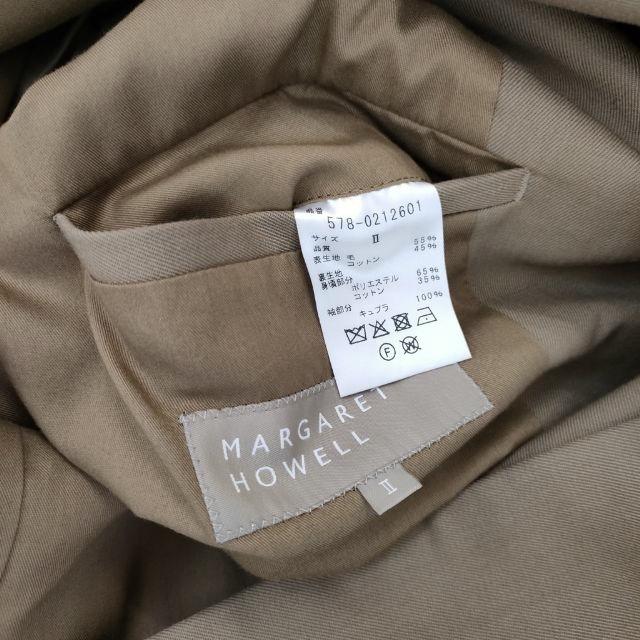 品番 578-0212601
サイズ II
品質
表生地 毛 55%
コットン 45%
裏生地
身頃部分 ポリエステル 65%
コットン 35%
袖部分 キュプラ 100%
F W
MARGARET
HOWELL
II